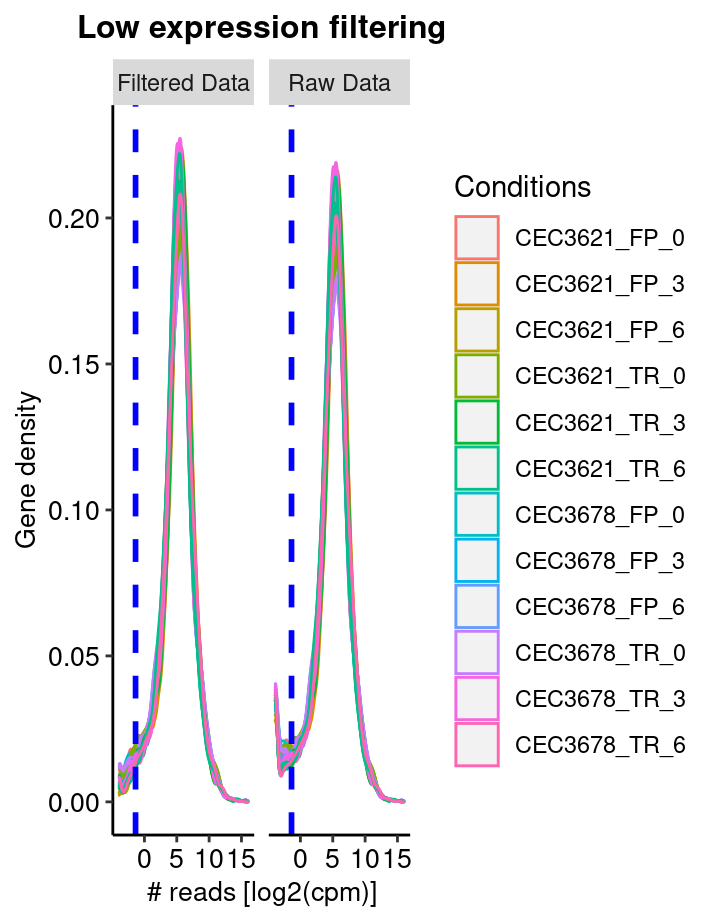 Low expression filtering
Filtered Data
Raw Data
Gene density
0.20
0.15
0.10
0.05
0.00
0 5 10 15
0 5 10 15
# reads [log2(cpm)]
Conditions
CEC3621_FP_0
CEC3621_FP_3
CEC3621_FP_6
CEC3621_TR_0
CEC3621_TR_3
CEC3621_TR_6
CEC3678_FP_0
CEC3678_FP_3
CEC3678_FP_6
CEC3678_TR_0
CEC3678_TR_3
CEC3678_TR_6